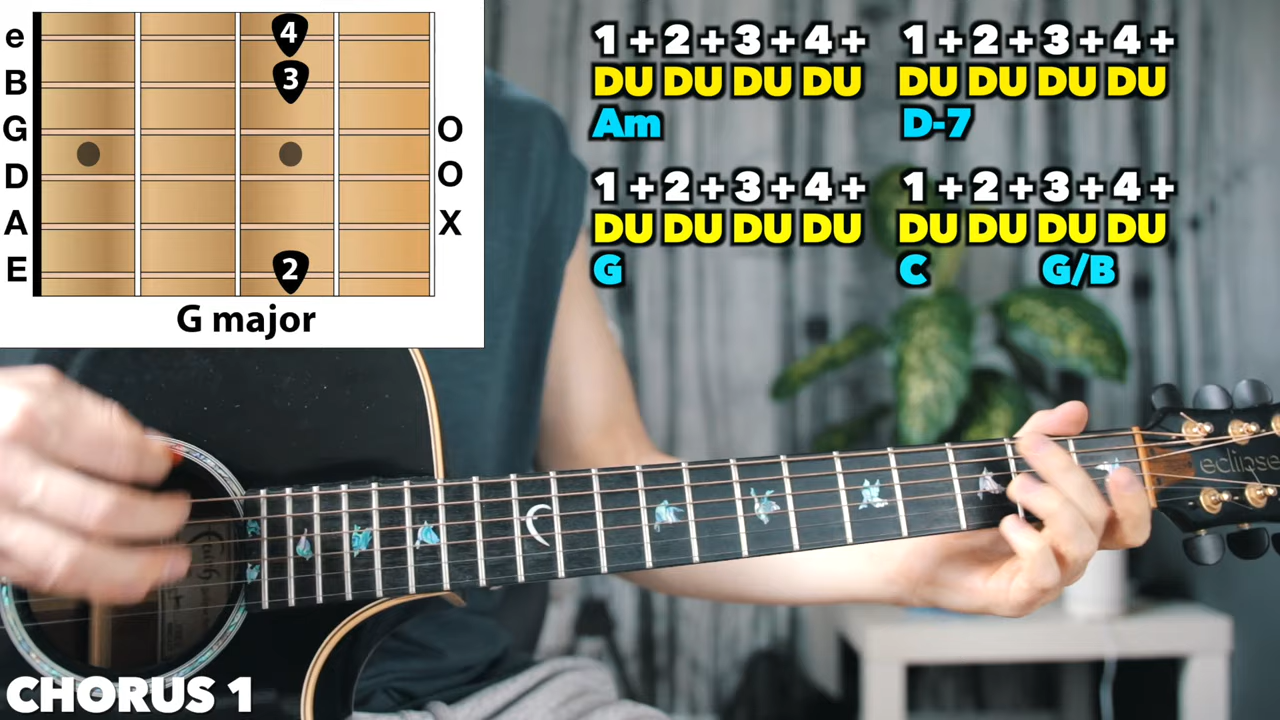 e
B
G
D
A
E
4
3
2
O
O
X
G major
1 + 2 + 3 + 4 +
DU DU DU DU
Am
1 + 2 + 3 + 4 +
DU DU DU DU
D-7
1 + 2 + 3 + 4 +
DU DU DU DU
G
1 + 2 + 3 + 4 +
DU DU DU DU
C G/B
eclipse
CHORUS 1